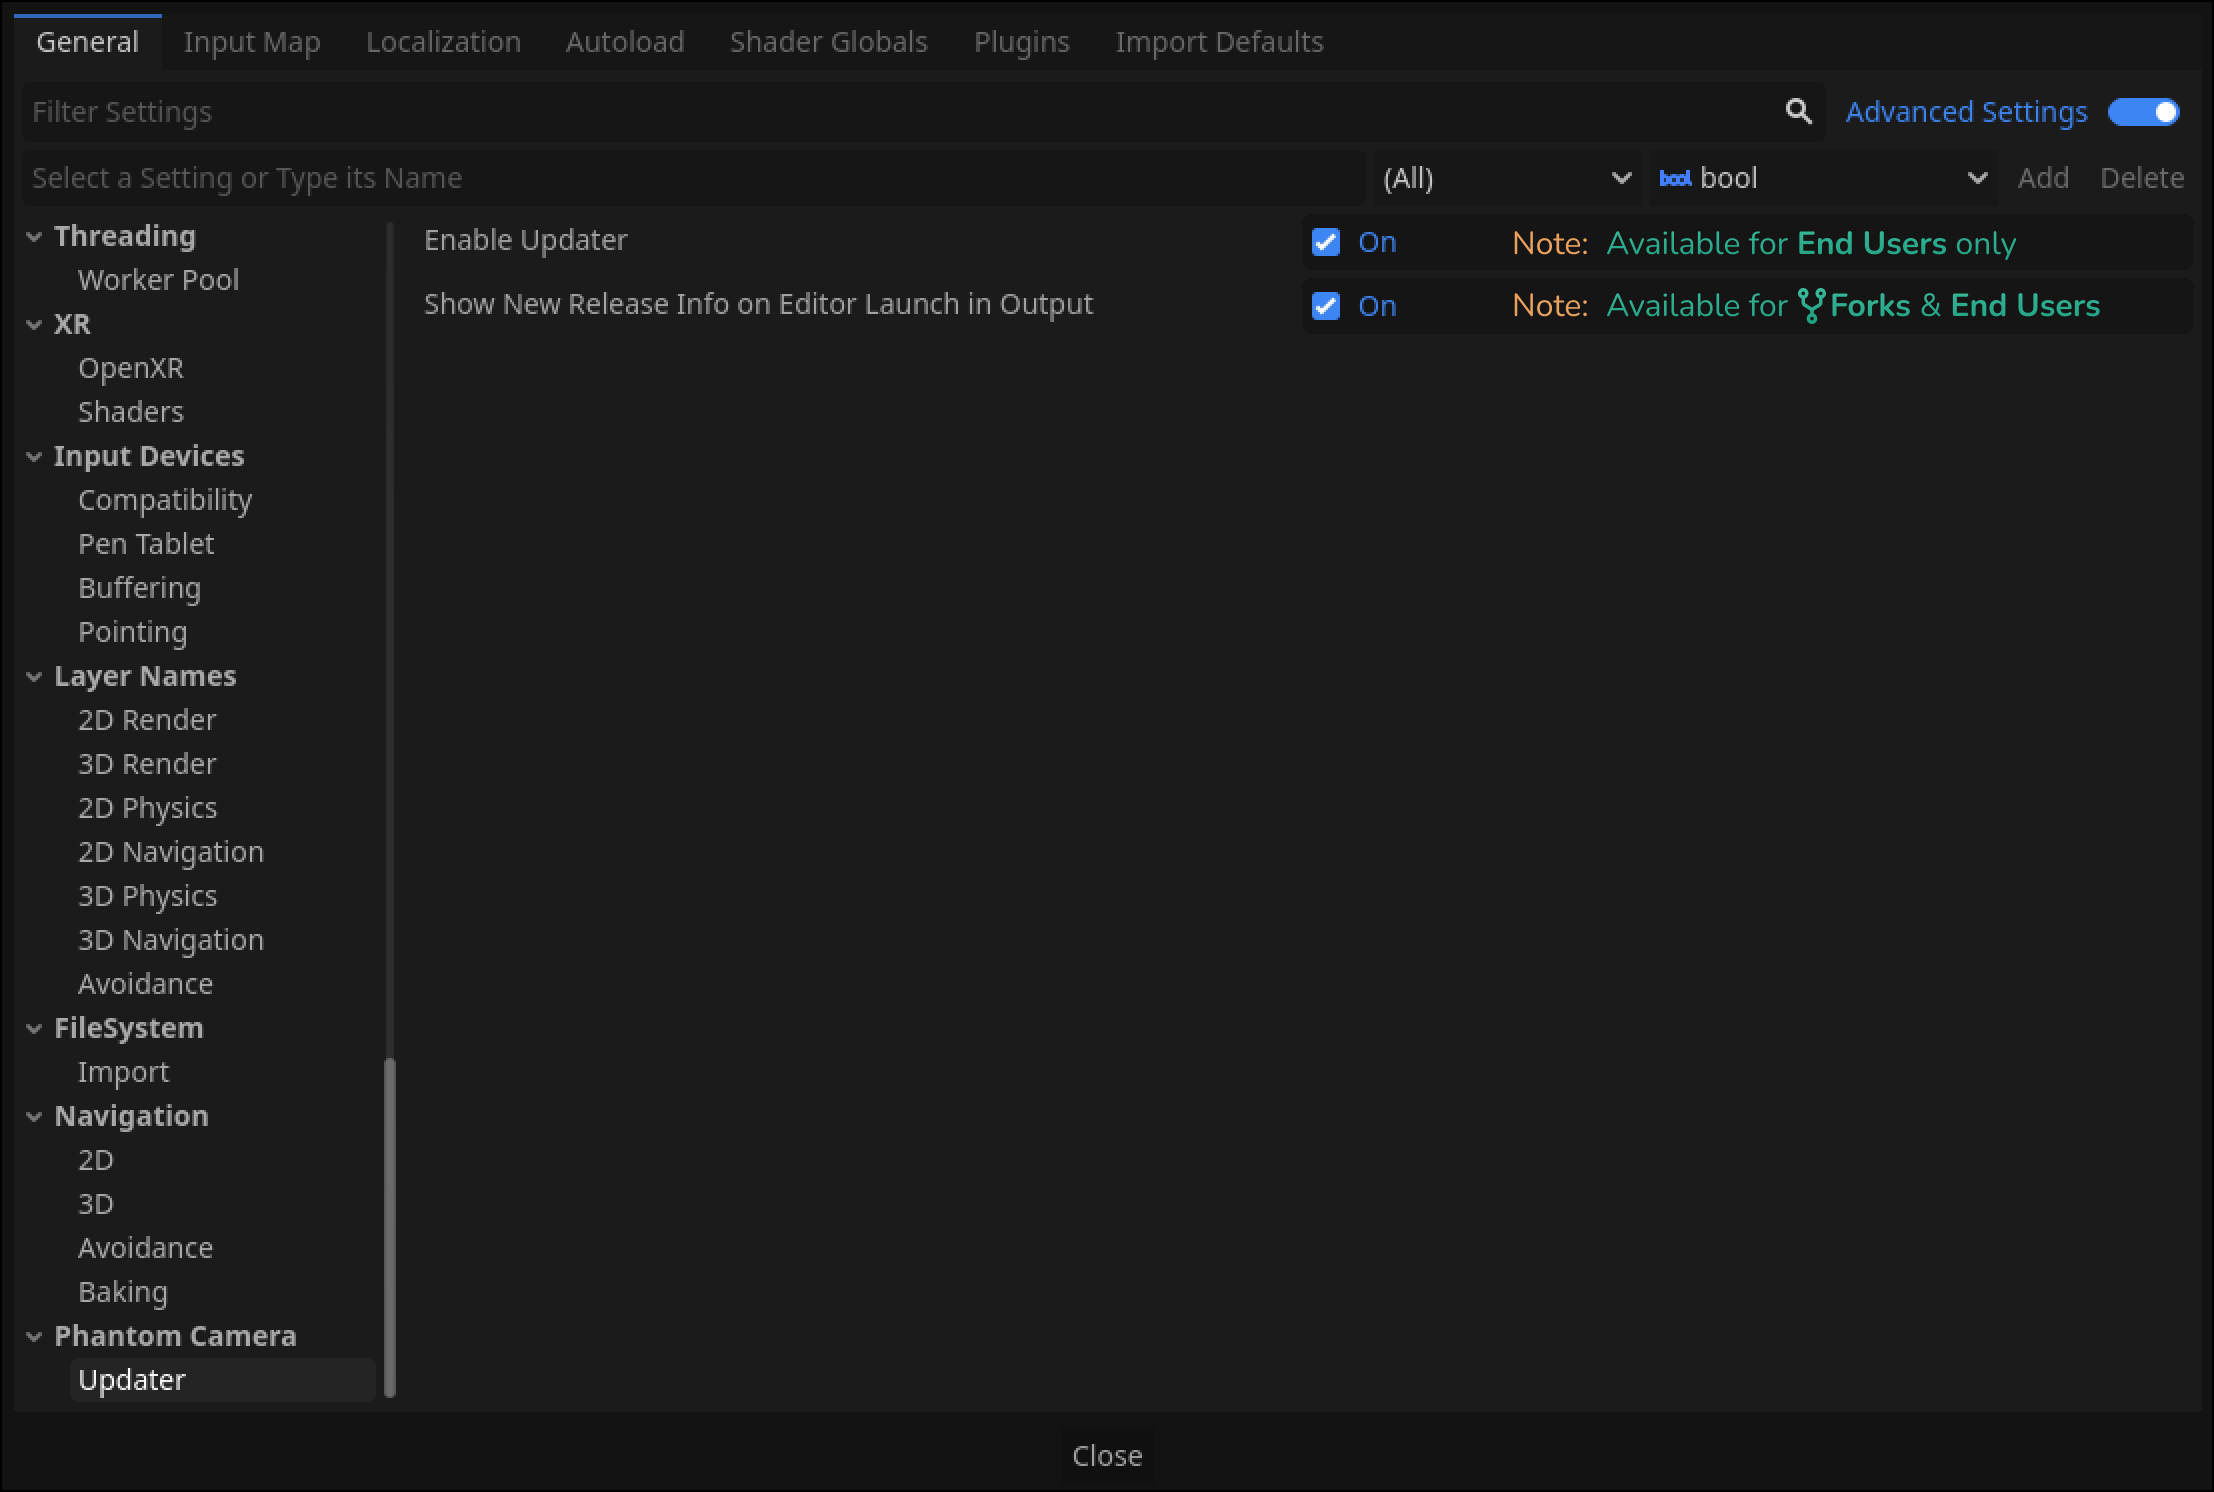 General Input Map Localization Autoload Shader Globals Plugins Import Defaults
Filter Settings Advanced Settings
Select a Setting or Type its Name (All) bool bool Add Delete
Threading
Worker Pool
XR
OpenXR
Shaders
Input Devices
Compatibility
Pen Tablet
Buffering
Pointing
Layer Names
2D Render
3D Render
2D Physics
2D Navigation
3D Physics
3D Navigation
Avoidance
FileSystem
Import
Navigation
2D
3D
Avoidance
Baking
Phantom Camera
Updater
Enable Updater On Note: Available for End Users only
Show New Release Info on Editor Launch in Output On Note: Available for Forks & End Users
Close